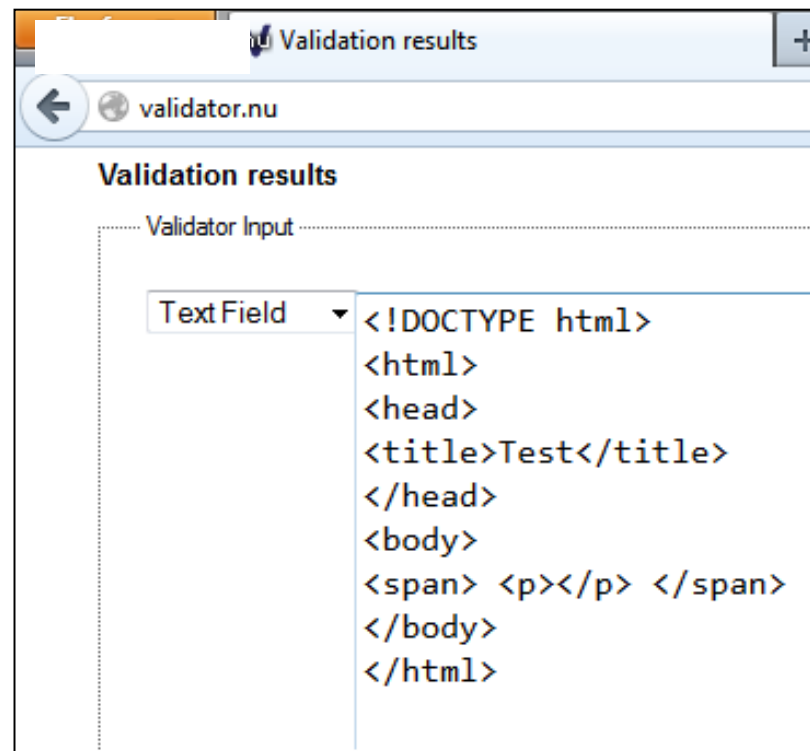 Validation results
validator.nu
Validation results
Validator Input
Text Field
<!DOCTYPE html>
<html>
<head>
<title>Test</title>
</head>
<body>
<span> <p></p> </span>
</body>
</html>